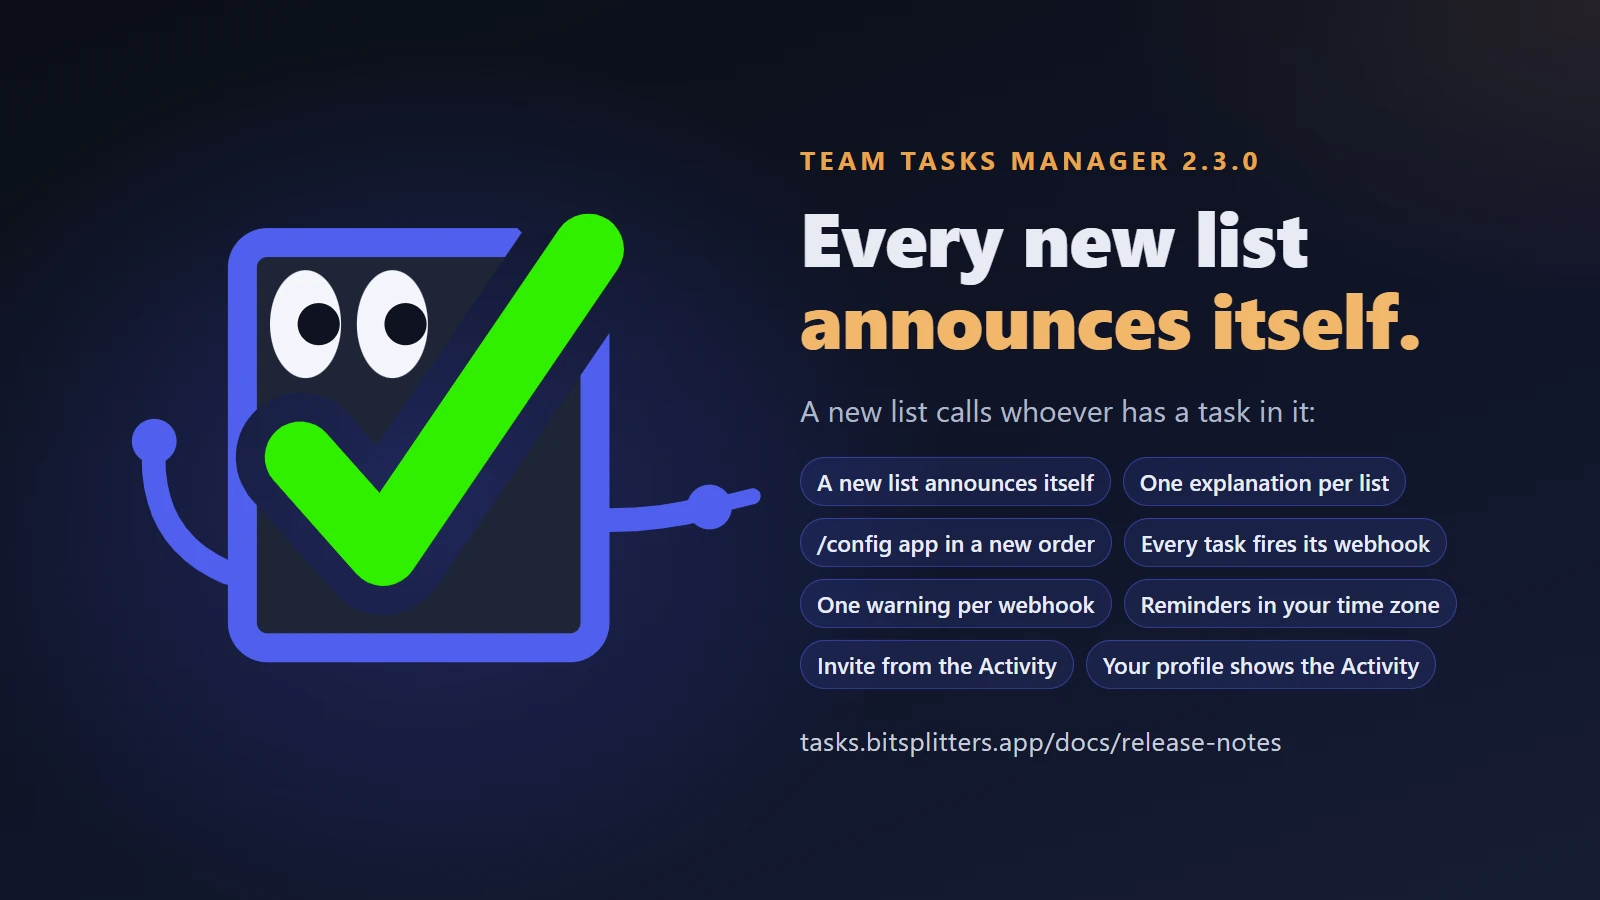 TEAM TASKS MANAGER 2.3.0
Every new list
announces itself.
A new list calls whoever has a task in it:
A new list announces itself
One explanation per list
/config app in a new order
Every task fires its webhook
One warning per webhook
Reminders in your time zone
Invite from the Activity
Your profile shows the Activity
tasks.bitsplitters.app/docs/release-notes